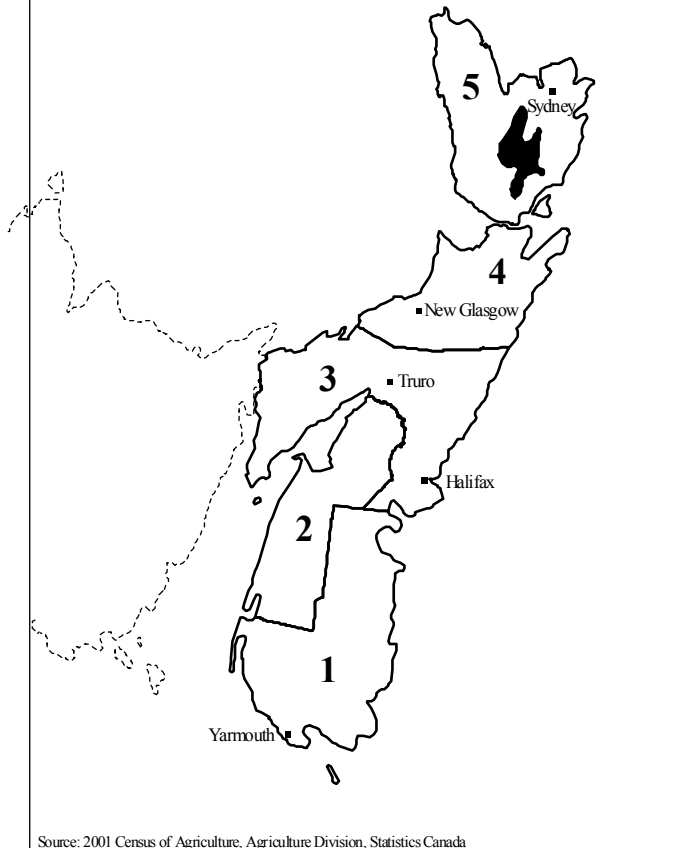 5
Sydney
4
New Glasgow
3
Truro
Halifax
2
1
Yarmouth
Source: 2001 Census of Agriculture, Agriculture Division, Statistics Canada